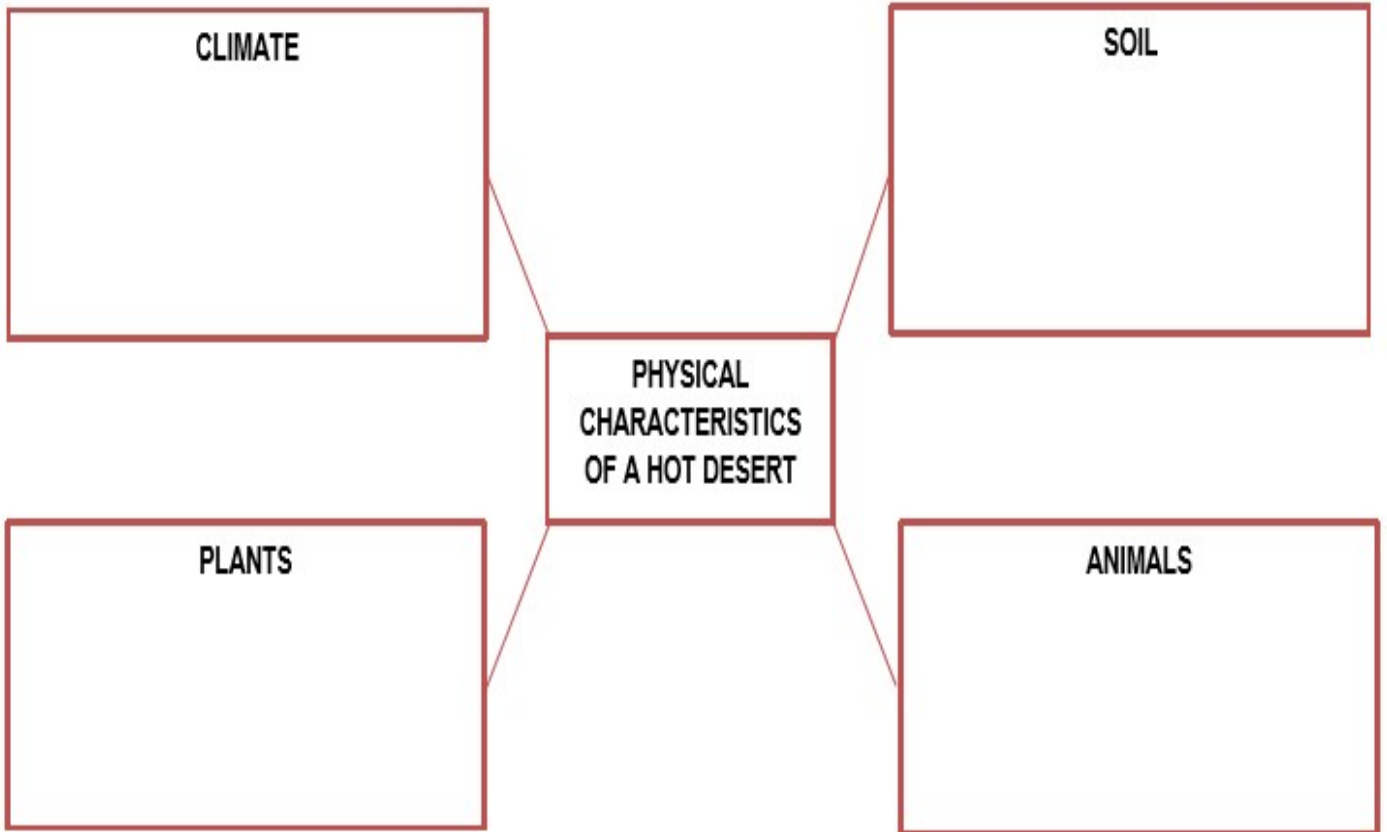 CLIMATE
SOIL
PHYSICAL
CHARACTERISTICS
OF A HOT DESERT
PLANTS
ANIMALS